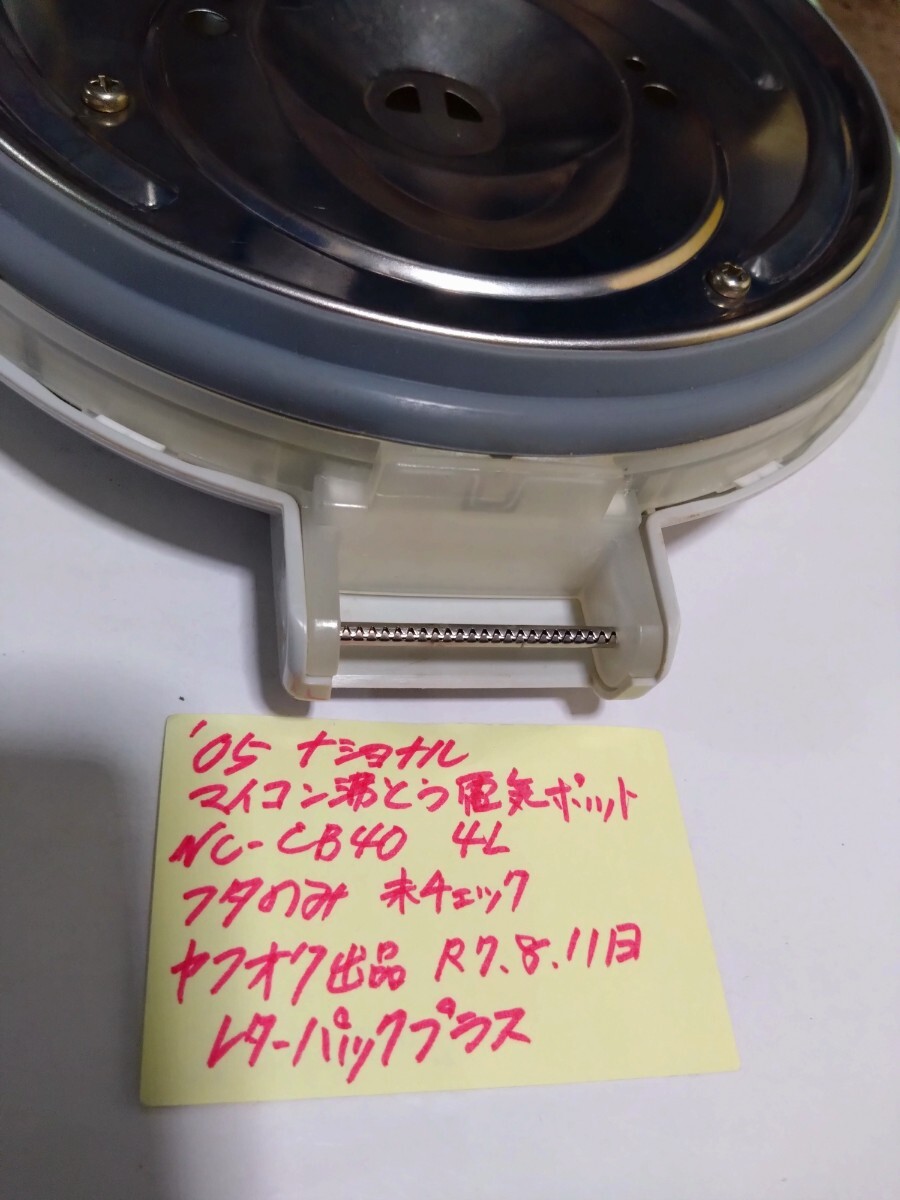 '05 ナショナル
マイコン沸とう電気ポット
NC-CB40 4L
フタのみ 未チェック
ヤフオク出品 R7.8.11日
レターパックプラス